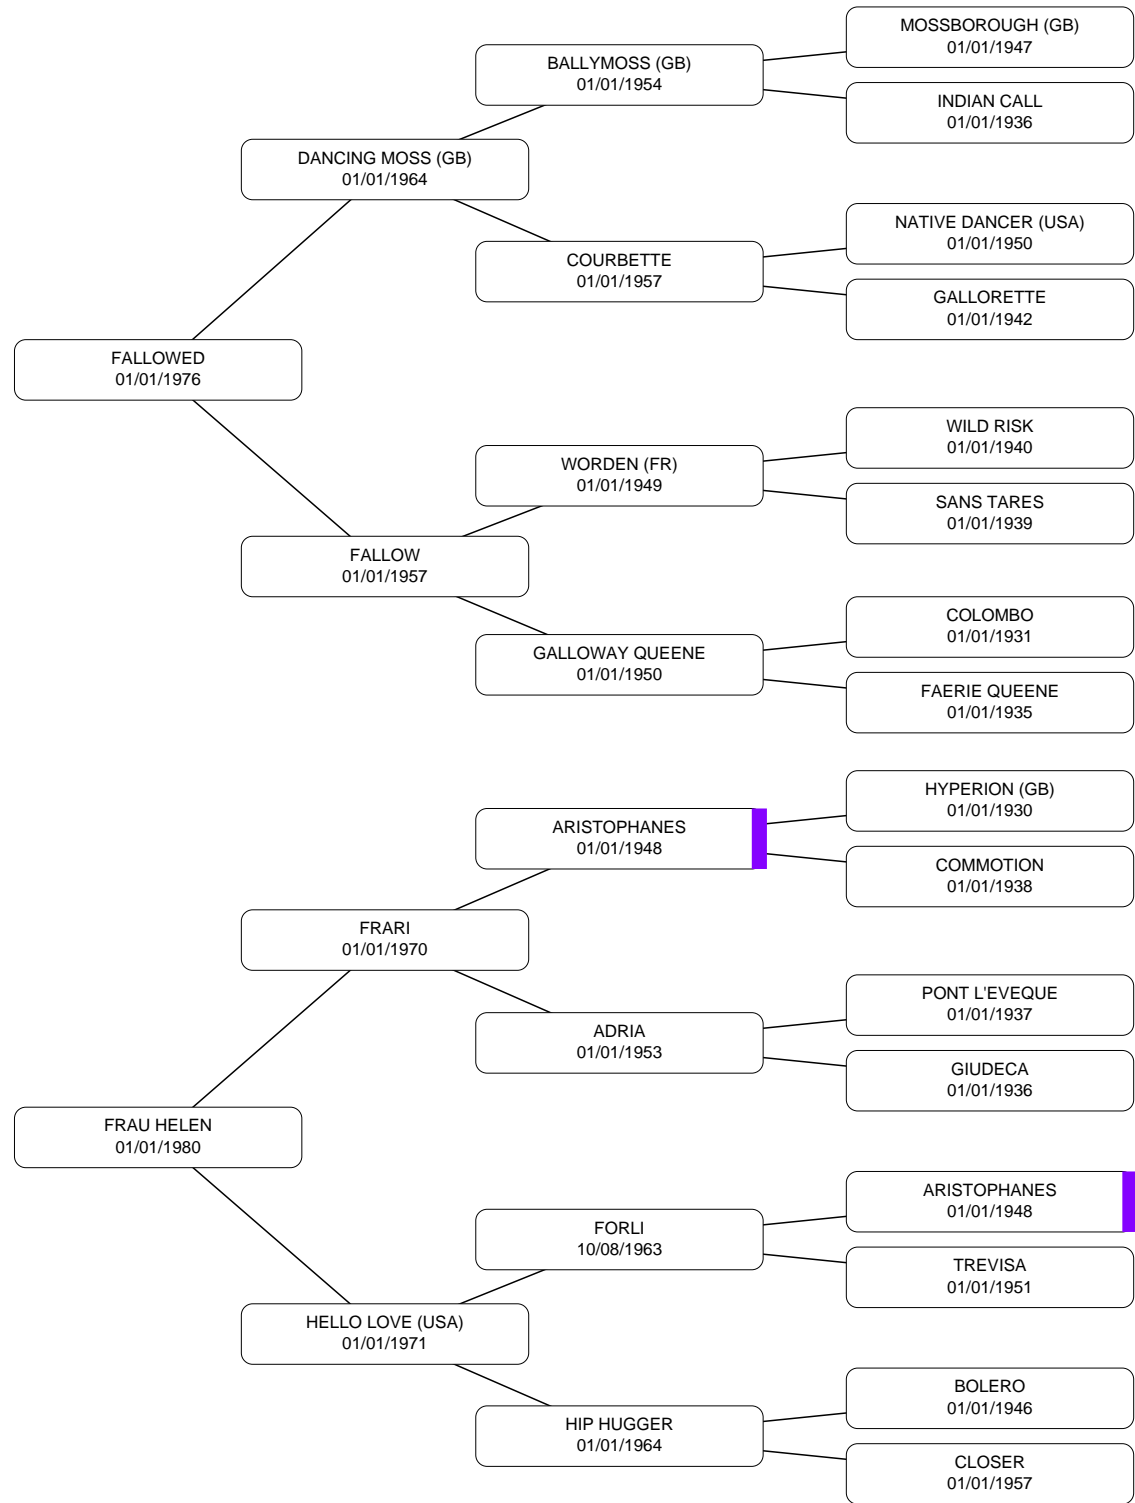 MOSSBOROUGH (GB)
01/01/1947
BALLYMOSS (GB)
01/01/1954
INDIAN CALL
01/01/1936
DANCING MOSS (GB)
01/01/1964
NATIVE DANCER (USA)
01/01/1950
COURBETTE
01/01/1957
GALLORETTE
01/01/1942
FALLOWED
01/01/1976
WILD RISK
01/01/1940
WORDEN (FR)
01/01/1949
SANS TARES
01/01/1939
FALLOW
01/01/1957
COLOMBO
01/01/1931
GALLOWAY QUEENE
01/01/1950
FAERIE QUEENE
01/01/1935
HYPERION (GB)
01/01/1930
ARISTOPHANES
01/01/1948
COMMOTION
01/01/1938
FRARI
01/01/1970
PONT L'EVEQUE
01/01/1937
ADRIA
01/01/1953
GIUDECA
01/01/1936
FRAU HELEN
01/01/1980
ARISTOPHANES
01/01/1948
FORLI
10/08/1963
TREVISA
01/01/1951
HELLO LOVE (USA)
01/01/1971
BOLERO
01/01/1946
HIP HUGGER
01/01/1964
CLOSER
01/01/1957